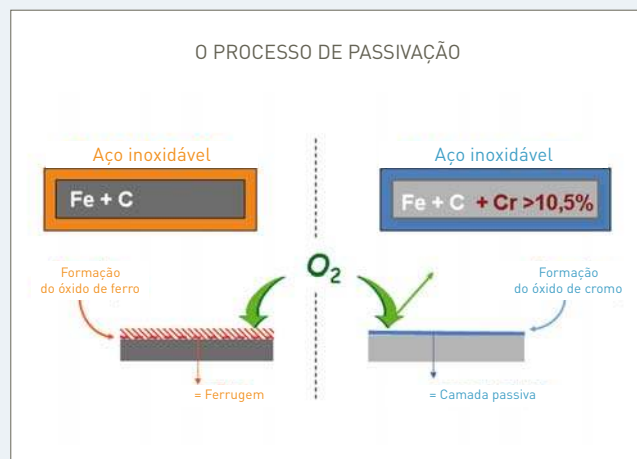 O PROCESSO DE PASSIVAÇÃO
Aço inoxidável
Aço inoxidável
Fe + C
Fe + C + Cr >10,5%
O₂
Formação
do óxido de ferro
Formação
do óxido de cromo
= Ferrugem
= Camada passiva